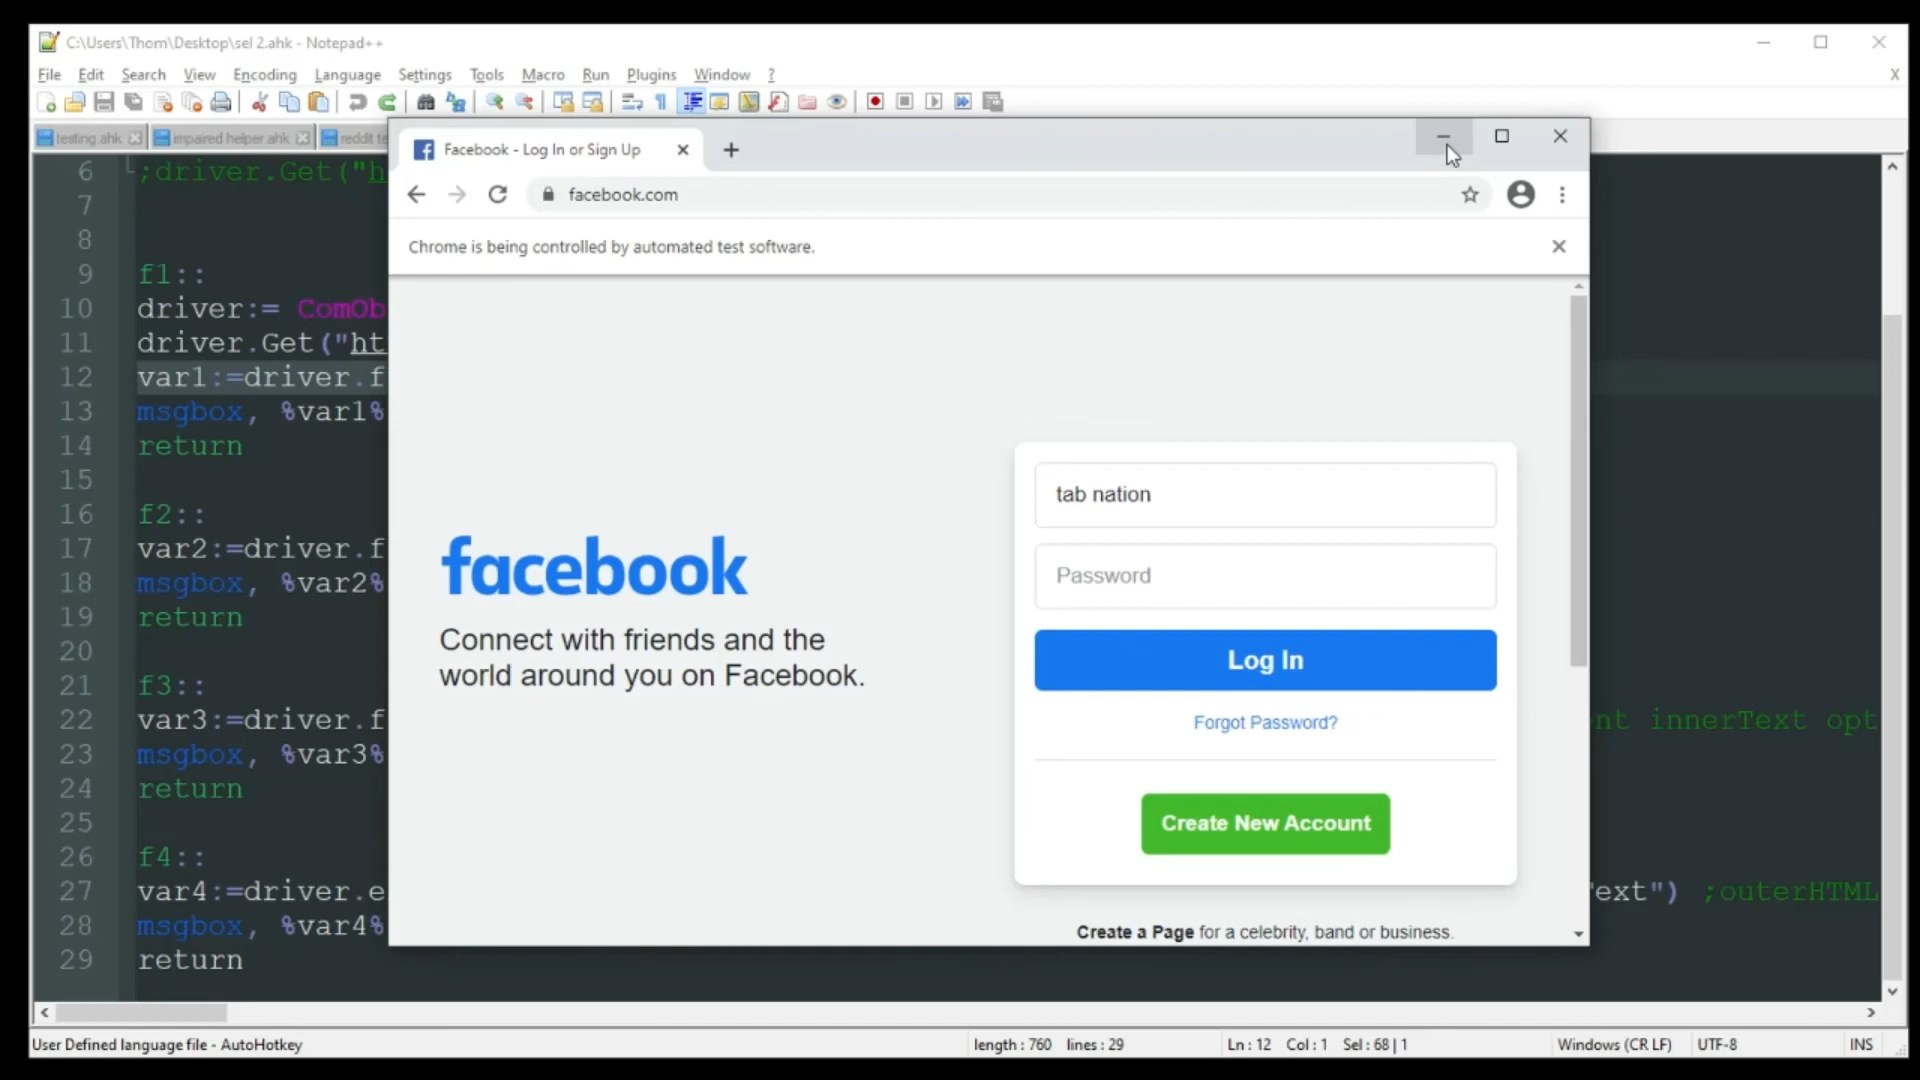 C:\Users\Thom\Desktop\sel 2.ahk - Notepad++
File Edit Search View Encoding Language Settings Tools Macro Run Plugins Window ? X
testing.ahk impaired helper.ahk reddit te
Facebook - Log In or Sign Up
facebook.com
Chrome is being controlled by automated test software.
6 ;driver.Get("h
7
8
9 f1::
10 driver:= ComOb
11 driver.Get("ht
12 var1:=driver.f
13 msgbox, %var1%
14 return
15
16 f2::
17 var2:=driver.f
18 msgbox, %var2%
19 return
20
21 f3::
22 var3:=driver.f nt innerText opt
23 msgbox, %var3%
24 return
25
26 f4::
27 var4:=driver.e ext") ;outerHTML
28 msgbox, %var4%
29 return
facebook
Connect with friends and the
world around you on Facebook.
tab nation
Password
Log In
Forgot Password?
Create New Account
Create a Page for a celebrity, band or business.
User Defined language file - AutoHotkey length : 760 lines : 29 Ln : 12 Col : 1 Sel : 68 | 1 Windows (CR LF) UTF-8 INS